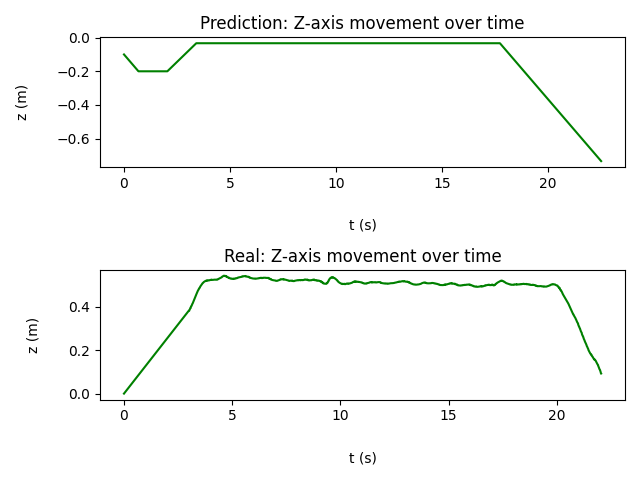 Prediction: Z-axis movement over time
0.0
−0.2
−0.4
−0.6
z (m)
0 5 10 15 20
t (s)
Real: Z-axis movement over time
0.4
0.2
0.0
z (m)
0 5 10 15 20
t (s)